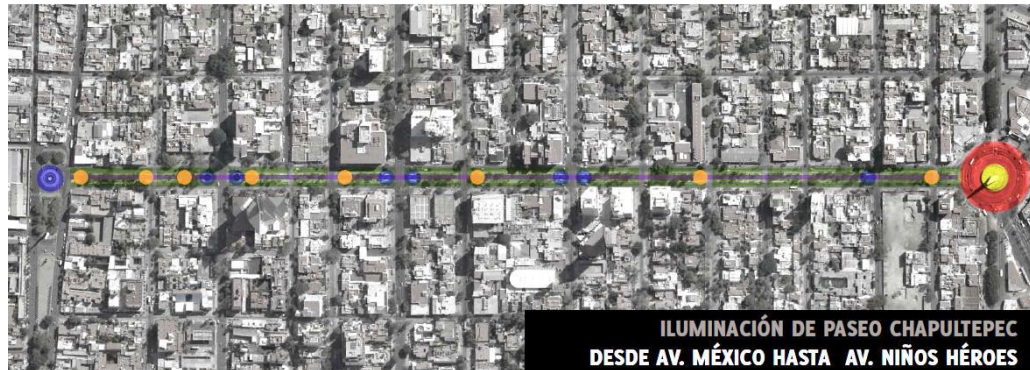 ILUMINACIÓN DE PASEO CHAPULTEPEC
DESDE AV. MÉXICO HASTA AV. NIÑOS HÉROES